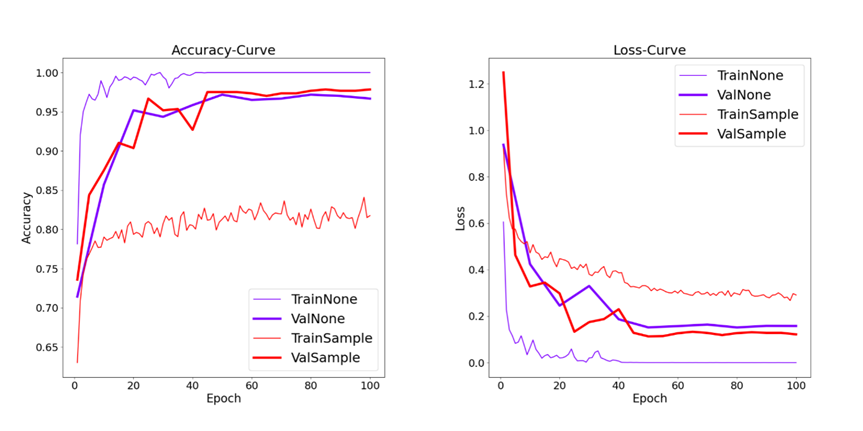 Accuracy-Curve
Accuracy
1.00
0.95
0.90
0.85
0.80
0.75
0.70
0.65
0 20 40 60 80 100
Epoch
TrainNone
ValNone
TrainSample
ValSample
Loss-Curve
Loss
1.2
1.0
0.8
0.6
0.4
0.2
0.0
0 20 40 60 80 100
Epoch
TrainNone
ValNone
TrainSample
ValSample